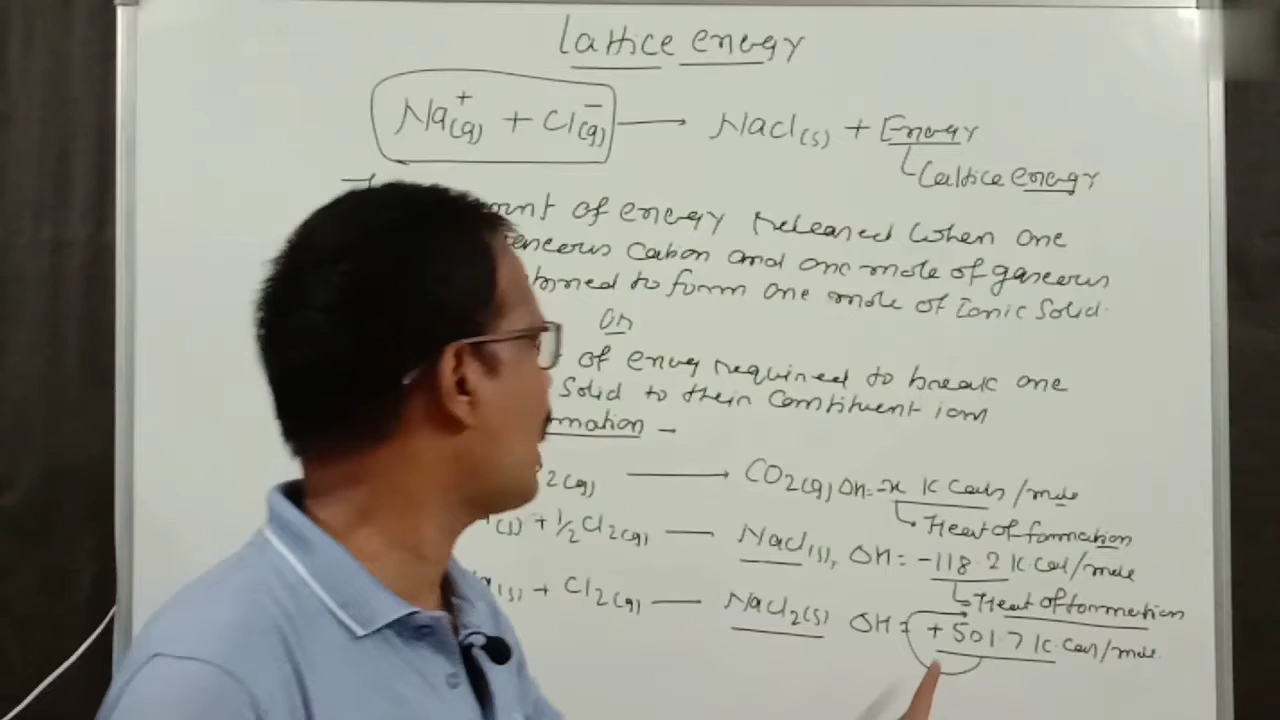 Lattice energy
Na⁺(g) + Cl⁻(g) → NaCl(s) + Energy
Lattice energy
of energy released when one
cation and one mole of gaseous
to form one mole of Ionic Solid.
Or
of energy required to break one
Solid to their constituent ion
mation –
2(g) → CO₂(g), ΔH = -x K Cal/mole
Heat of formation
(s) + ½Cl₂(g) — NaCl(s), ΔH = -118.2 K.Cal/mole
Heat of formation
(s) + Cl₂(g) — NaCl₂(s) ΔH = +501.7 K.Cal/mole.